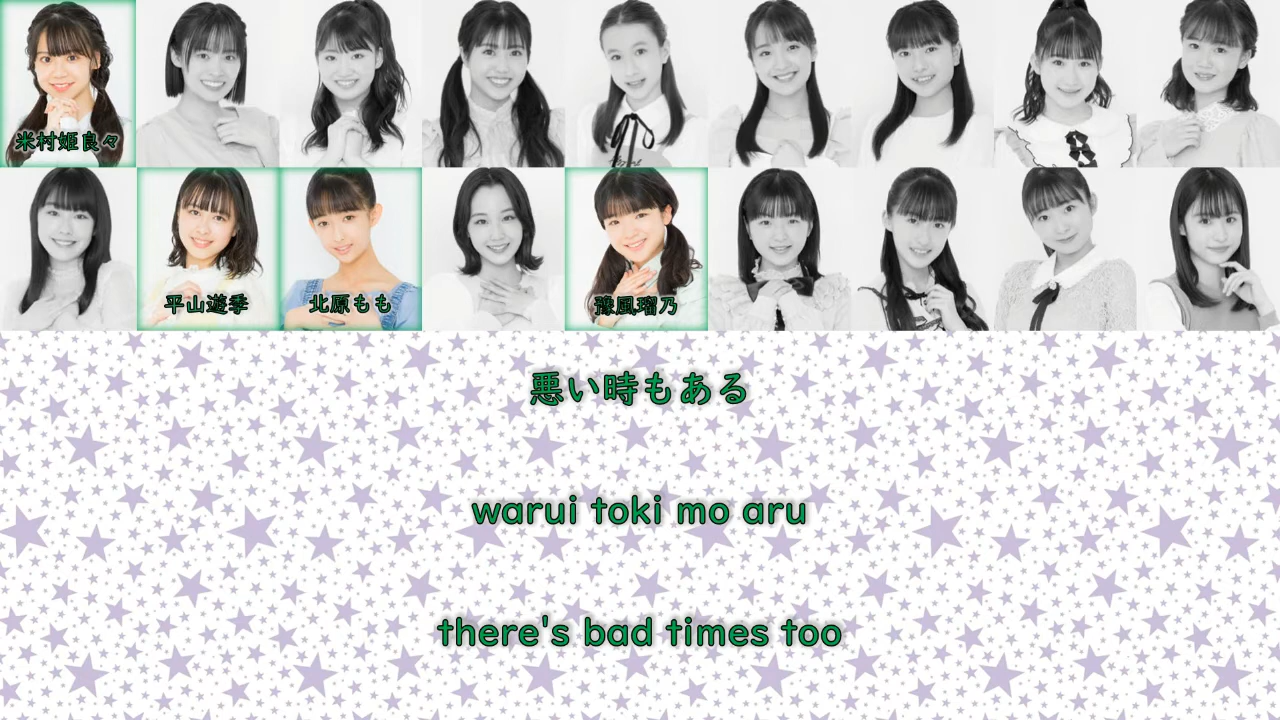 米村姫良々
平山遊季
北原もも
豫風瑠乃
悪い時もある
warui toki mo aru
there's bad times too